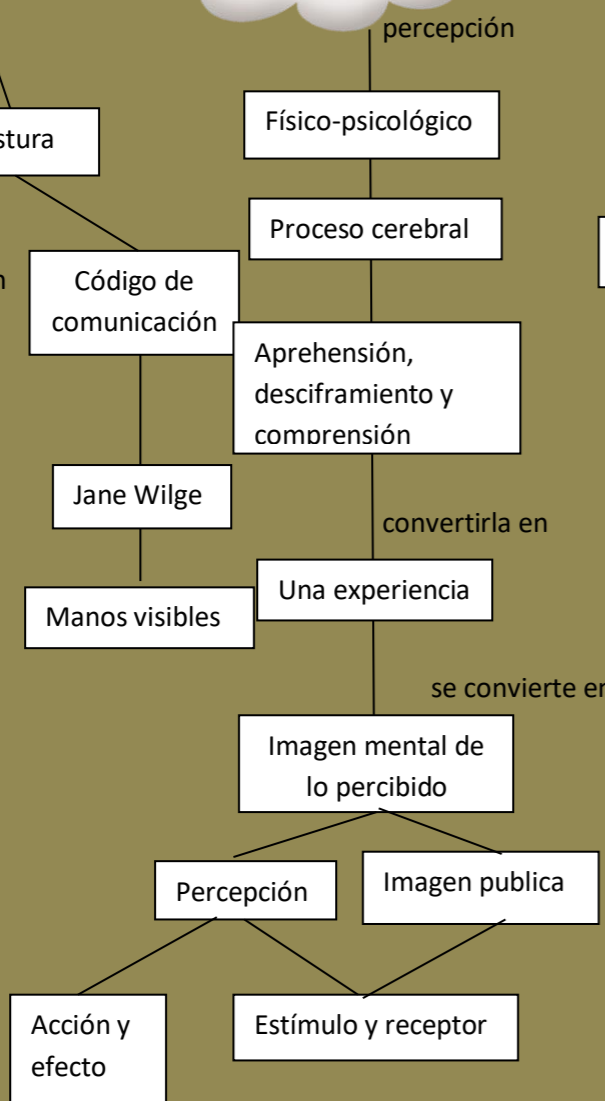 percepción
Físico-psicológico
stura
Proceso cerebral
n
Código de
comunicación
Aprehensión,
desciframiento y
comprensión
Jane Wilge
convertirla en
Una experiencia
Manos visibles
se convierte en
Imagen mental de
lo percibido
Percepción
Imagen publica
Acción y
efecto
Estímulo y receptor